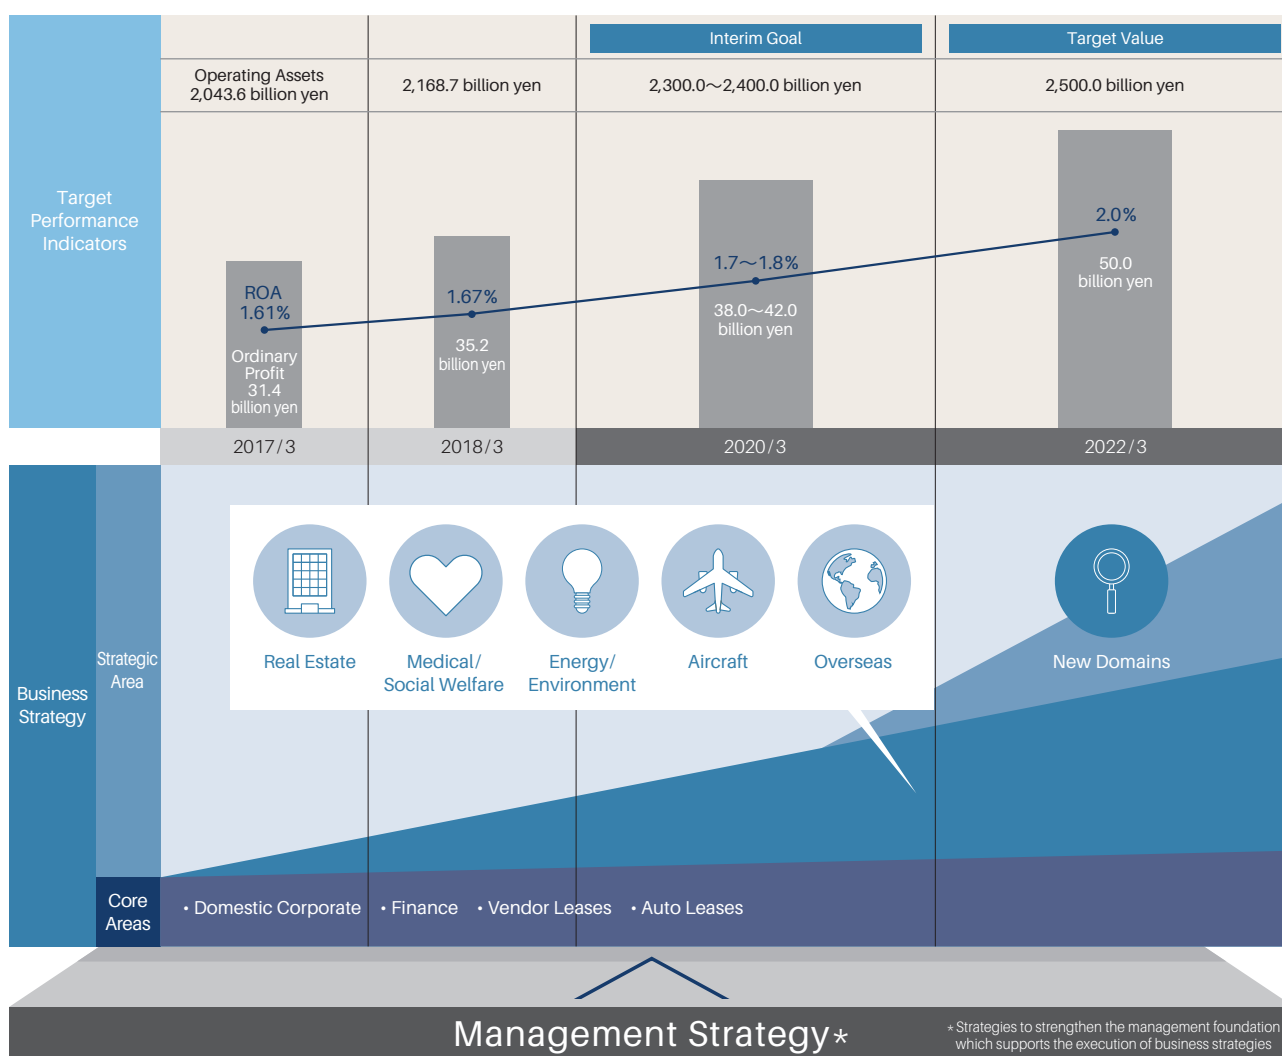 Interim Goal
Target Value
Operating Assets
2,043.6 billion yen
2,168.7 billion yen
2,300.0～2,400.0 billion yen
2,500.0 billion yen
Target
Performance
Indicators
ROA
1.61%
Ordinary
Profit
31.4
billion yen
1.67%
35.2
billion yen
1.7～1.8%
38.0～42.0
billion yen
2.0%
50.0
billion yen
2017/3
2018/3
2020/3
2022/3
Business
Strategy
Strategic
Area
Real Estate
Medical/
Social Welfare
Energy/
Environment
Aircraft
Overseas
New Domains
Core
Areas
• Domestic Corporate • Finance • Vendor Leases • Auto Leases
Management Strategy*
* Strategies to strengthen the management foundation
which supports the execution of business strategies